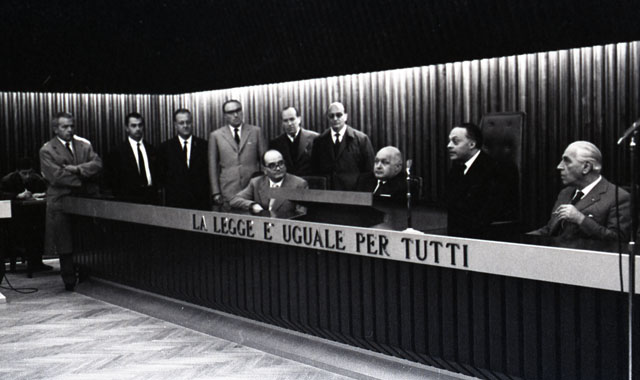 LA LEGGE E' UGUALE PER TUTTI